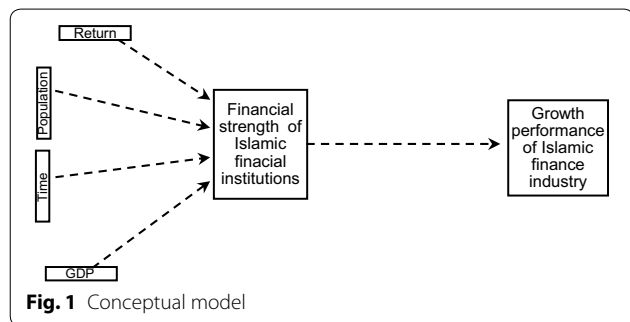 Return
Population
Time
GDP
Financial
strength of
Islamic
finacial
institutions
Growth
performance
of Islamic
finance
industry
Fig. 1 Conceptual model